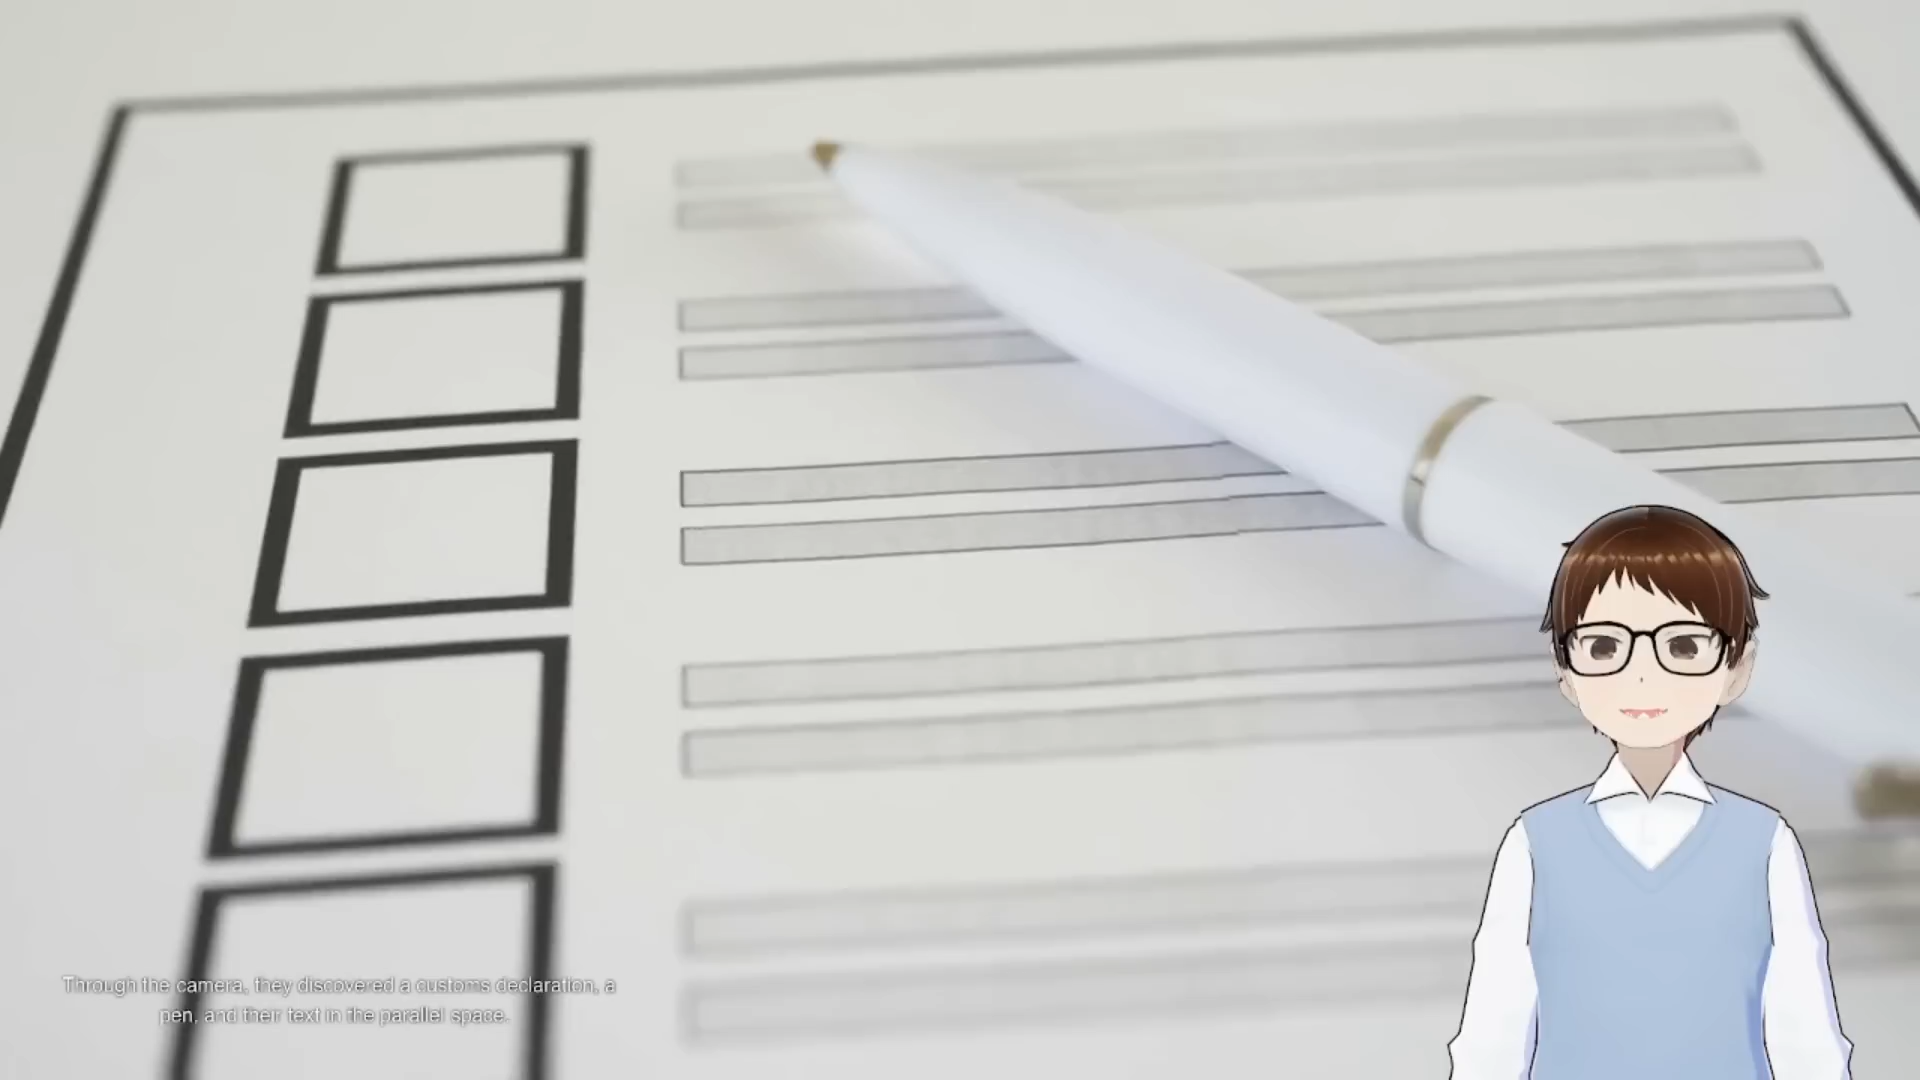 Through the camera, they discovered a customs declaration, a
pen, and their text in the parallel space.